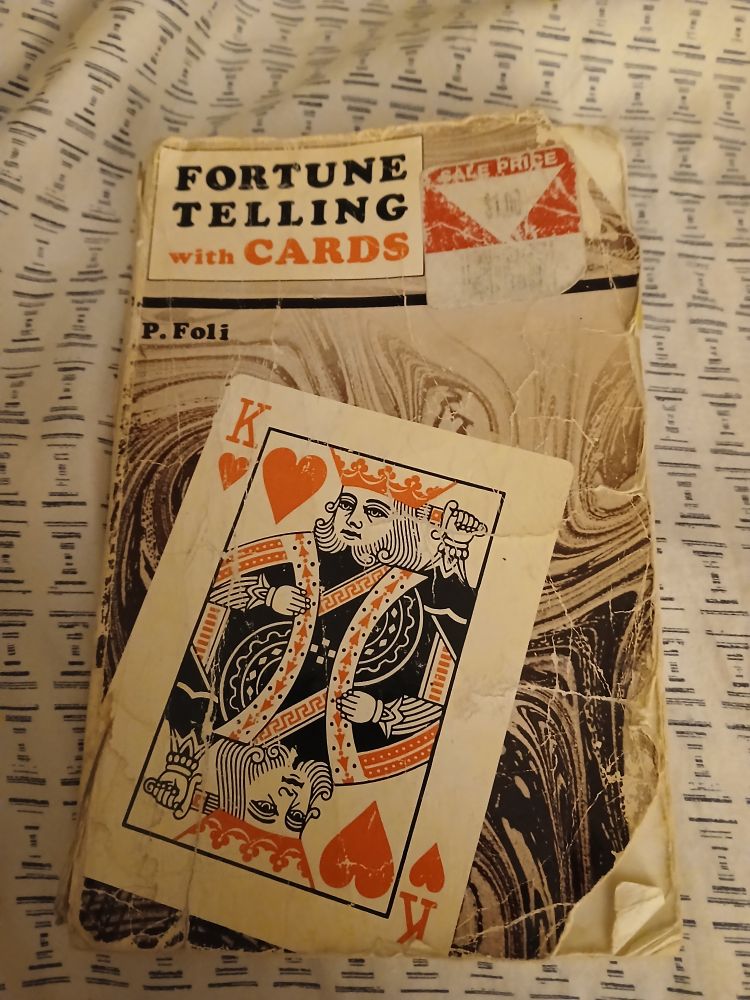 FORTUNE
TELLING
with CARDS
SALE PRICE
P. Foli
K
K